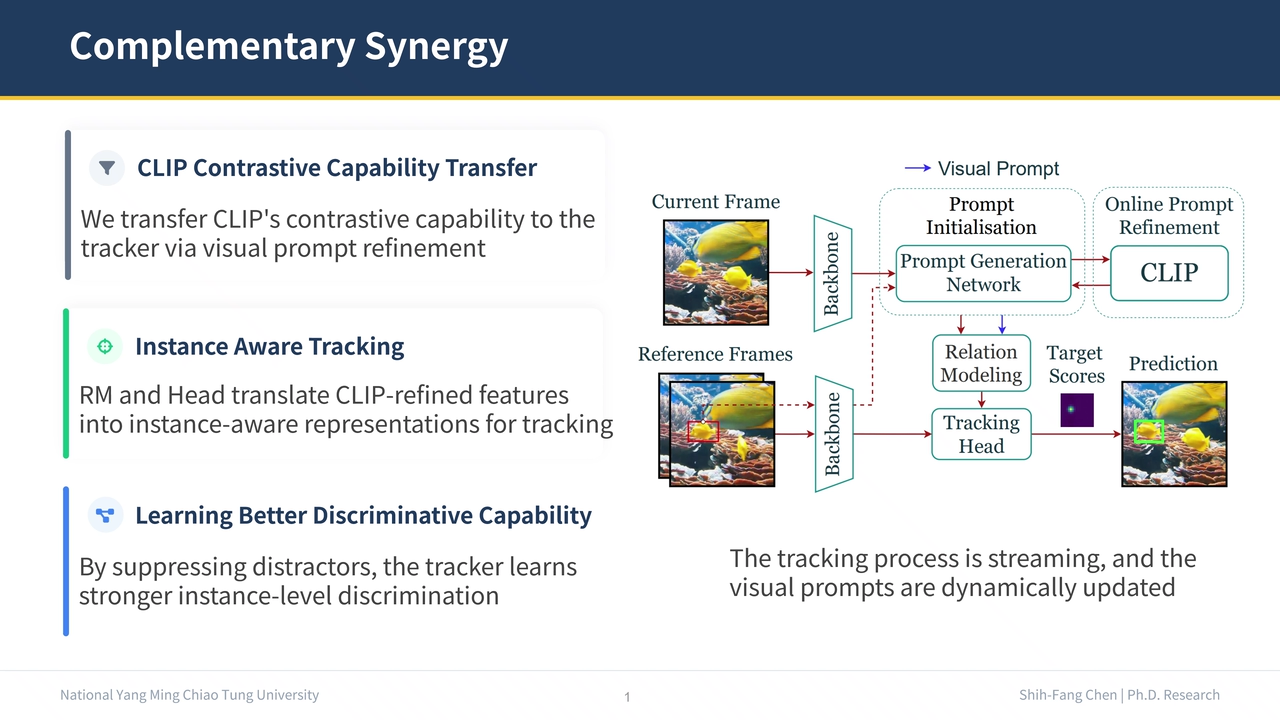 Complementary Synergy
CLIP Contrastive Capability Transfer
We transfer CLIP's contrastive capability to the
tracker via visual prompt refinement
Instance Aware Tracking
RM and Head translate CLIP-refined features
into instance-aware representations for tracking
Learning Better Discriminative Capability
By suppressing distractors, the tracker learns
stronger instance-level discrimination
Visual Prompt
Current Frame
Backbone
Prompt
Initialisation
Prompt Generation
Network
Online Prompt
Refinement
CLIP
Reference Frames
Backbone
Relation
Modeling
Tracking
Head
Target
Scores
Prediction
The tracking process is streaming, and the
visual prompts are dynamically updated
National Yang Ming Chiao Tung University
1
Shih-Fang Chen | Ph.D. Research